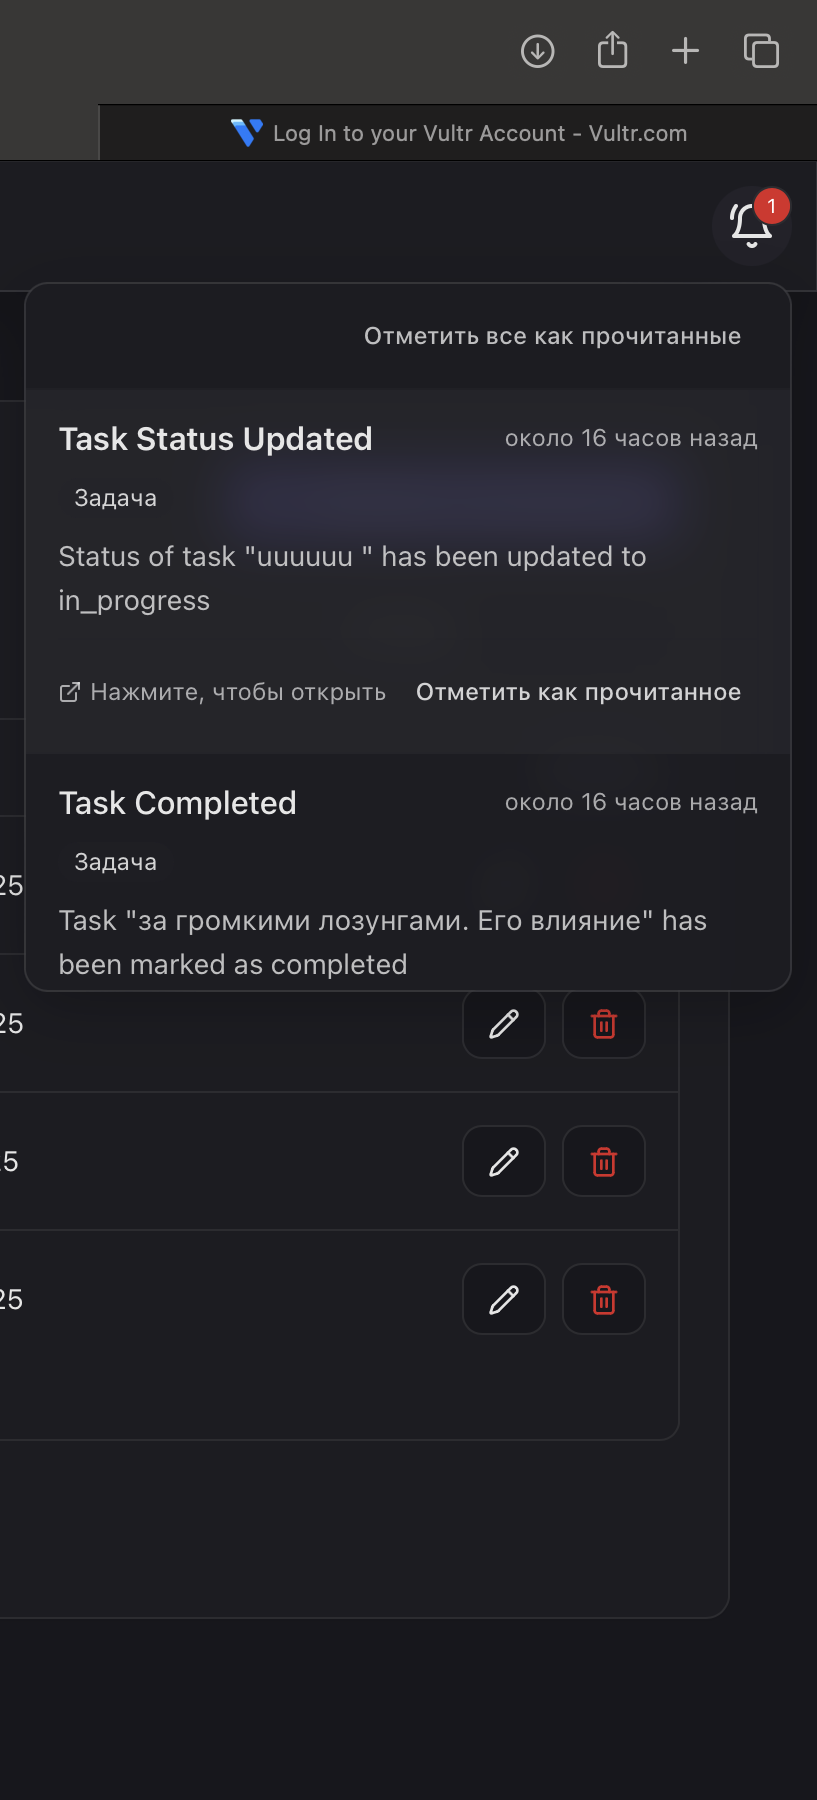 Log In to your Vultr Account - Vultr.com
1
Отметить все как прочитанные
Task Status Updated
около 16 часов назад
Задача
Status of task "uuuuuu " has been updated to
in_progress
Нажмите, чтобы открыть
Отметить как прочитанное
Task Completed
около 16 часов назад
Задача
Task "за громкими лозунгами. Его влияние" has
been marked as completed
25
25
5
25